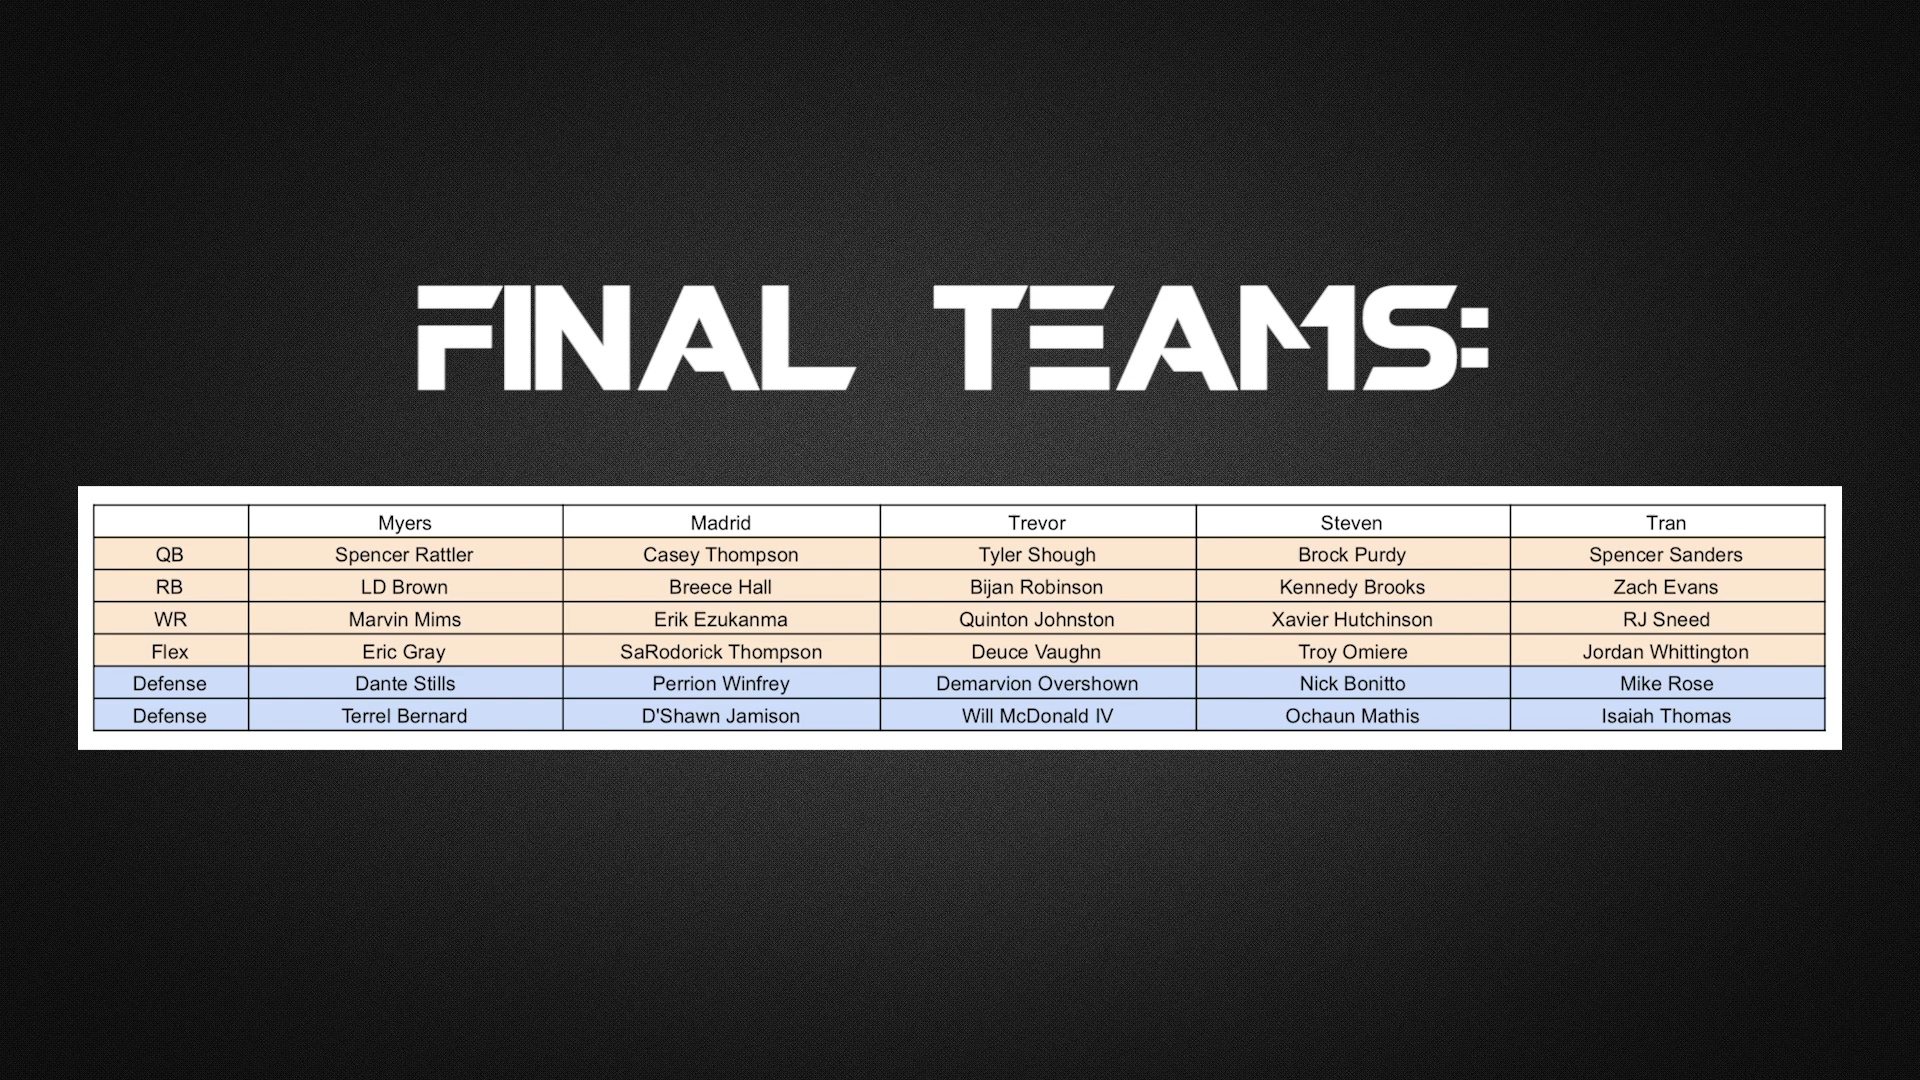 FINAL TEAMS:
Myers Madrid Trevor Steven Tran
QB Spencer Rattler Casey Thompson Tyler Shough Brock Purdy Spencer Sanders
RB LD Brown Breece Hall Bijan Robinson Kennedy Brooks Zach Evans
WR Marvin Mims Erik Ezukanma Quinton Johnston Xavier Hutchinson RJ Sneed
Flex Eric Gray SaRodorick Thompson Deuce Vaughn Troy Omiere Jordan Whittington
Defense Dante Stills Perrion Winfrey Demarvion Overshown Nick Bonitto Mike Rose
Defense Terrel Bernard D'Shawn Jamison Will McDonald IV Ochaun Mathis Isaiah Thomas